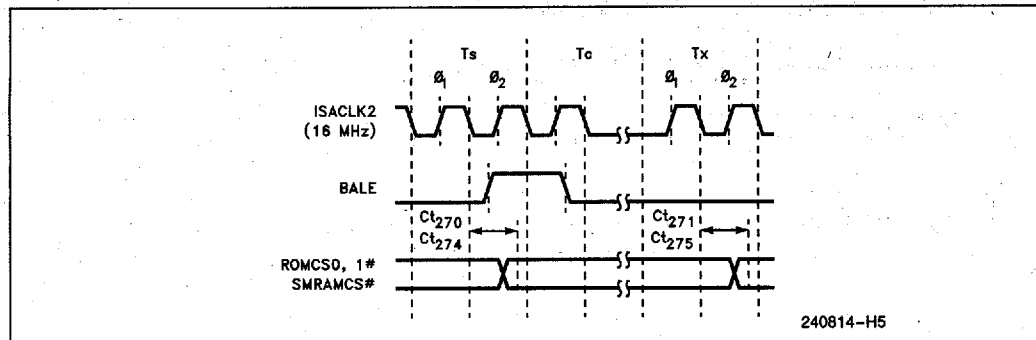 Ts Tc Tx
Ø1 Ø2 Ø1 Ø2
ISACLK2
(16 MHz)
BALE
Ct270 Ct271
Ct274 Ct275
ROMCS0, 1#
SMRAMCS#
240814-H5